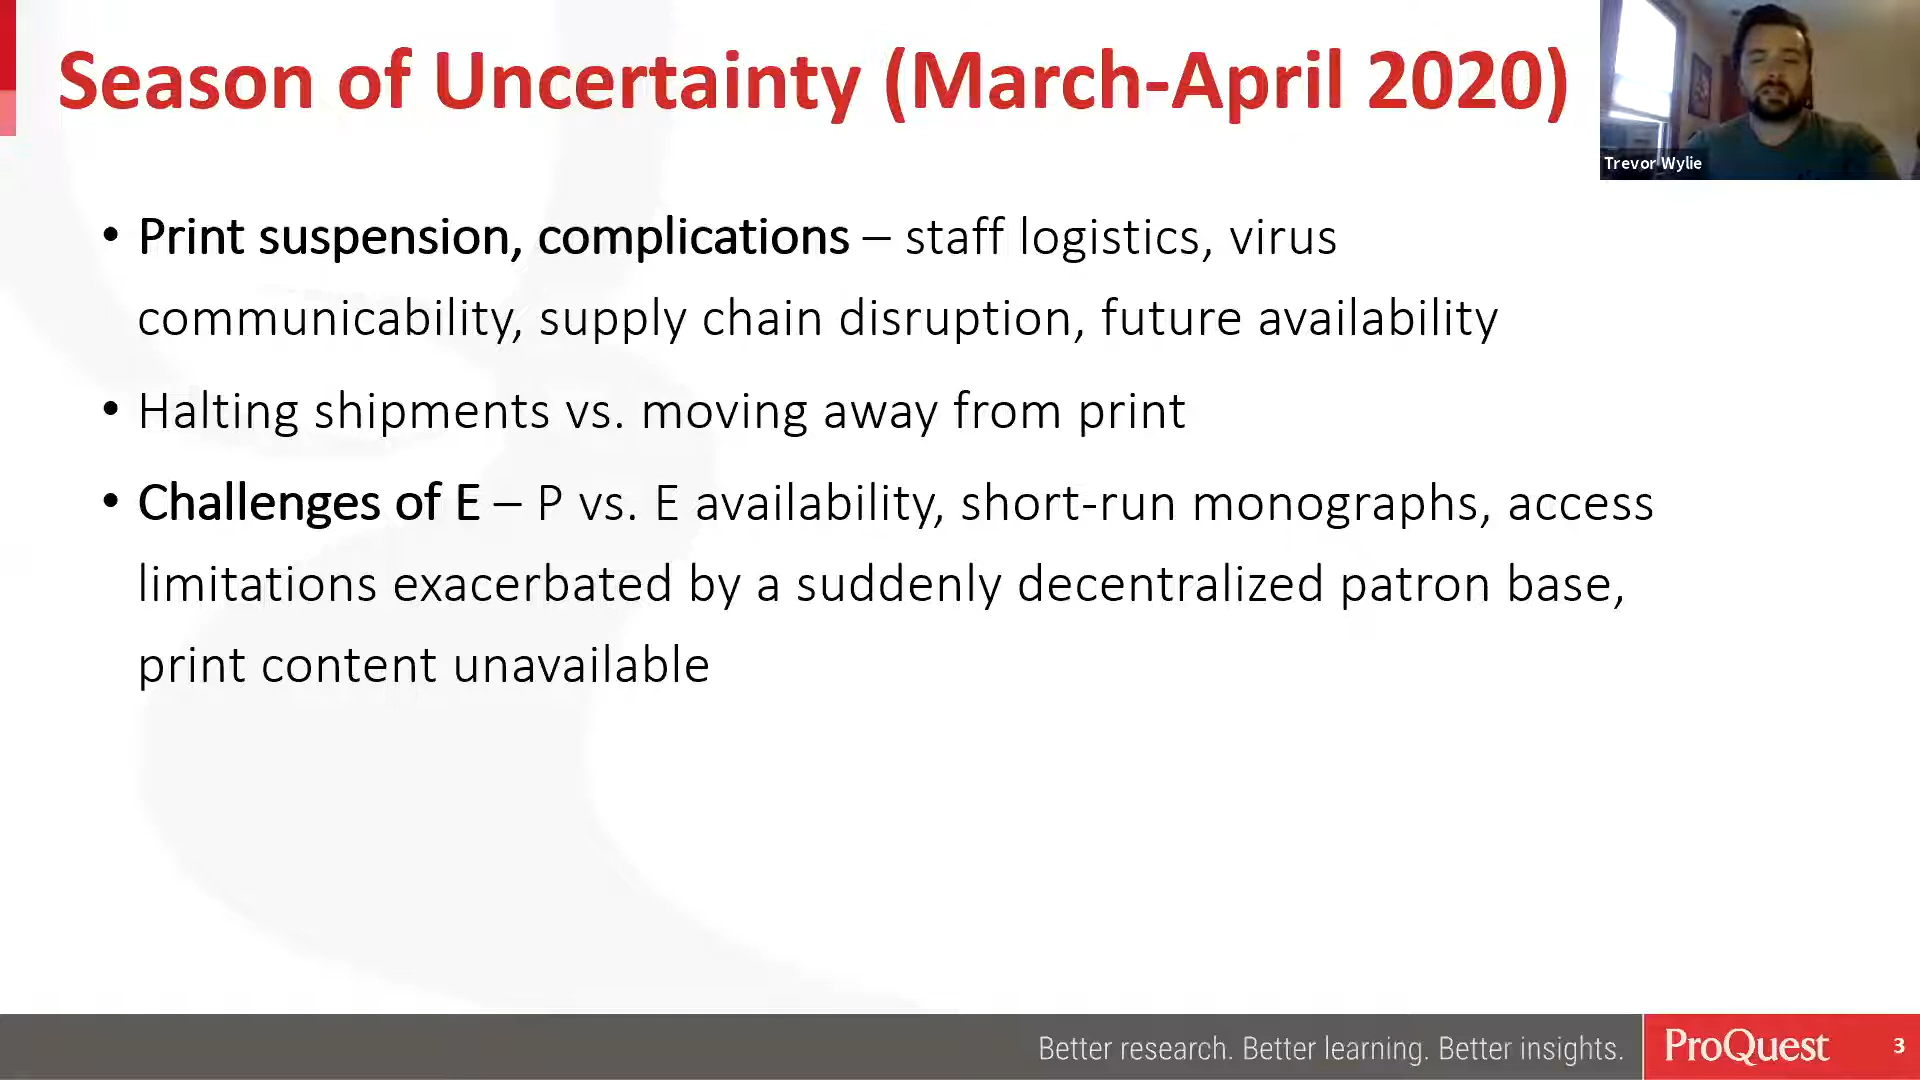 Season of Uncertainty (March-April 2020)
Trevor Wylie
• Print suspension, complications – staff logistics, virus
communicability, supply chain disruption, future availability
• Halting shipments vs. moving away from print
• Challenges of E – P vs. E availability, short-run monographs, access
limitations exacerbated by a suddenly decentralized patron base,
print content unavailable
Better research. Better learning. Better insights.
ProQuest
3